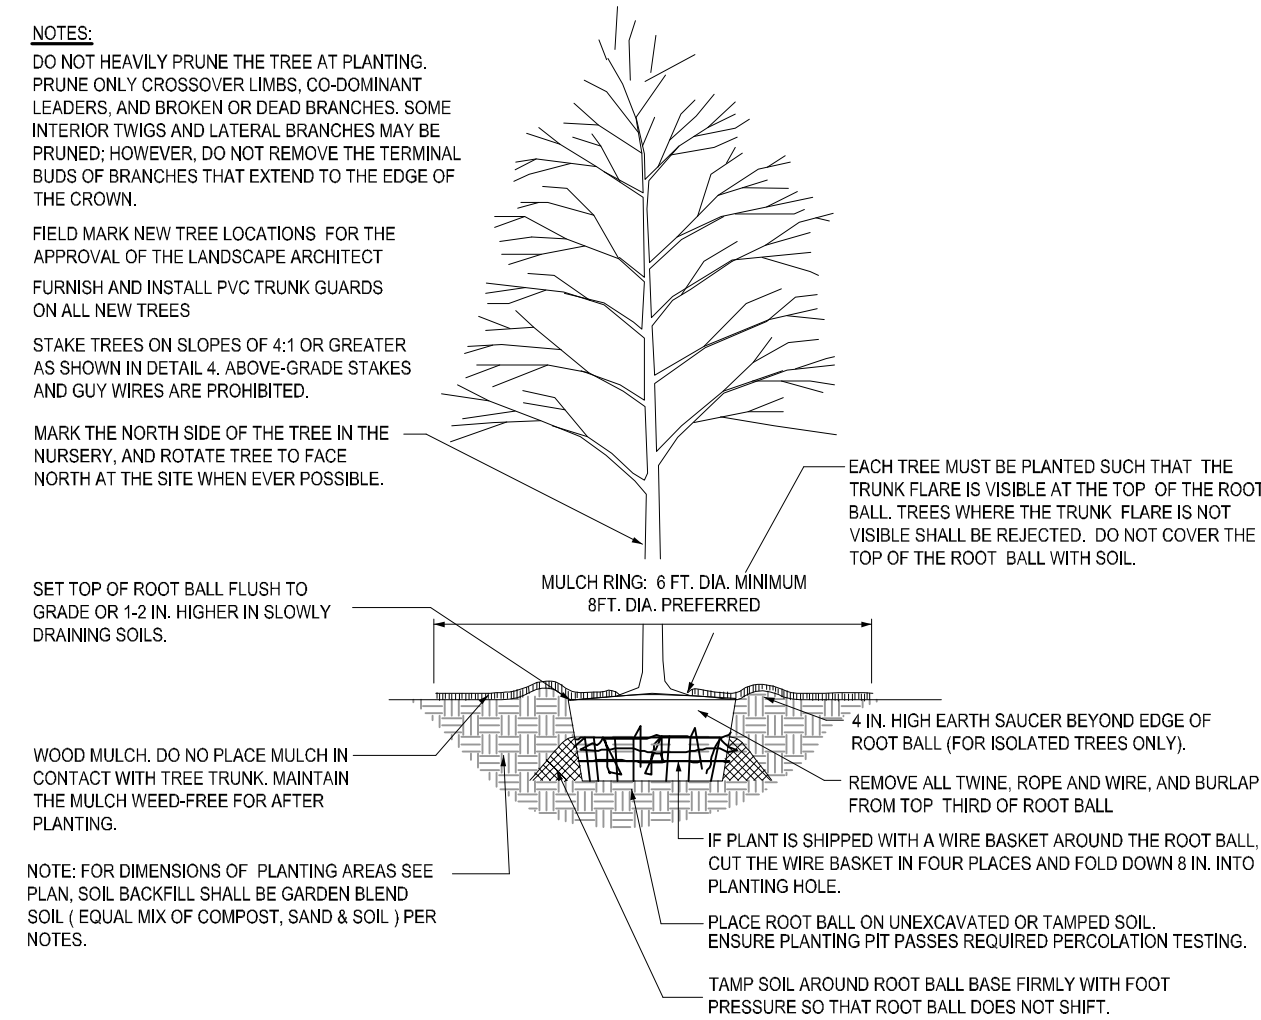 NOTES:
DO NOT HEAVILY PRUNE THE TREE AT PLANTING.
PRUNE ONLY CROSSOVER LIMBS, CO-DOMINANT
LEADERS, AND BROKEN OR DEAD BRANCHES. SOME
INTERIOR TWIGS AND LATERAL BRANCHES MAY BE
PRUNED; HOWEVER, DO NOT REMOVE THE TERMINAL
BUDS OF BRANCHES THAT EXTEND TO THE EDGE OF
THE CROWN.
FIELD MARK NEW TREE LOCATIONS FOR THE
APPROVAL OF THE LANDSCAPE ARCHITECT
FURNISH AND INSTALL PVC TRUNK GUARDS
ON ALL NEW TREES
STAKE TREES ON SLOPES OF 4:1 OR GREATER
AS SHOWN IN DETAIL 4. ABOVE-GRADE STAKES
AND GUY WIRES ARE PROHIBITED.
MARK THE NORTH SIDE OF THE TREE IN THE
NURSERY, AND ROTATE TREE TO FACE
NORTH AT THE SITE WHEN EVER POSSIBLE.
EACH TREE MUST BE PLANTED SUCH THAT THE
TRUNK FLARE IS VISIBLE AT THE TOP OF THE ROOT
BALL. TREES WHERE THE TRUNK FLARE IS NOT
VISIBLE SHALL BE REJECTED. DO NOT COVER THE
TOP OF THE ROOT BALL WITH SOIL.
MULCH RING: 6 FT. DIA. MINIMUM
8FT. DIA. PREFERRED
SET TOP OF ROOT BALL FLUSH TO
GRADE OR 1-2 IN. HIGHER IN SLOWLY
DRAINING SOILS.
4 IN. HIGH EARTH SAUCER BEYOND EDGE OF
ROOT BALL (FOR ISOLATED TREES ONLY).
WOOD MULCH. DO NO PLACE MULCH IN
CONTACT WITH TREE TRUNK. MAINTAIN
THE MULCH WEED-FREE FOR AFTER
PLANTING.
REMOVE ALL TWINE, ROPE AND WIRE, AND BURLAP
FROM TOP THIRD OF ROOT BALL
IF PLANT IS SHIPPED WITH A WIRE BASKET AROUND THE ROOT BALL,
CUT THE WIRE BASKET IN FOUR PLACES AND FOLD DOWN 8 IN. INTO
PLANTING HOLE.
NOTE: FOR DIMENSIONS OF PLANTING AREAS SEE
PLAN, SOIL BACKFILL SHALL BE GARDEN BLEND
SOIL ( EQUAL MIX OF COMPOST, SAND & SOIL ) PER
NOTES.
PLACE ROOT BALL ON UNEXCAVATED OR TAMPED SOIL.
ENSURE PLANTING PIT PASSES REQUIRED PERCOLATION TESTING.
TAMP SOIL AROUND ROOT BALL BASE FIRMLY WITH FOOT
PRESSURE SO THAT ROOT BALL DOES NOT SHIFT.